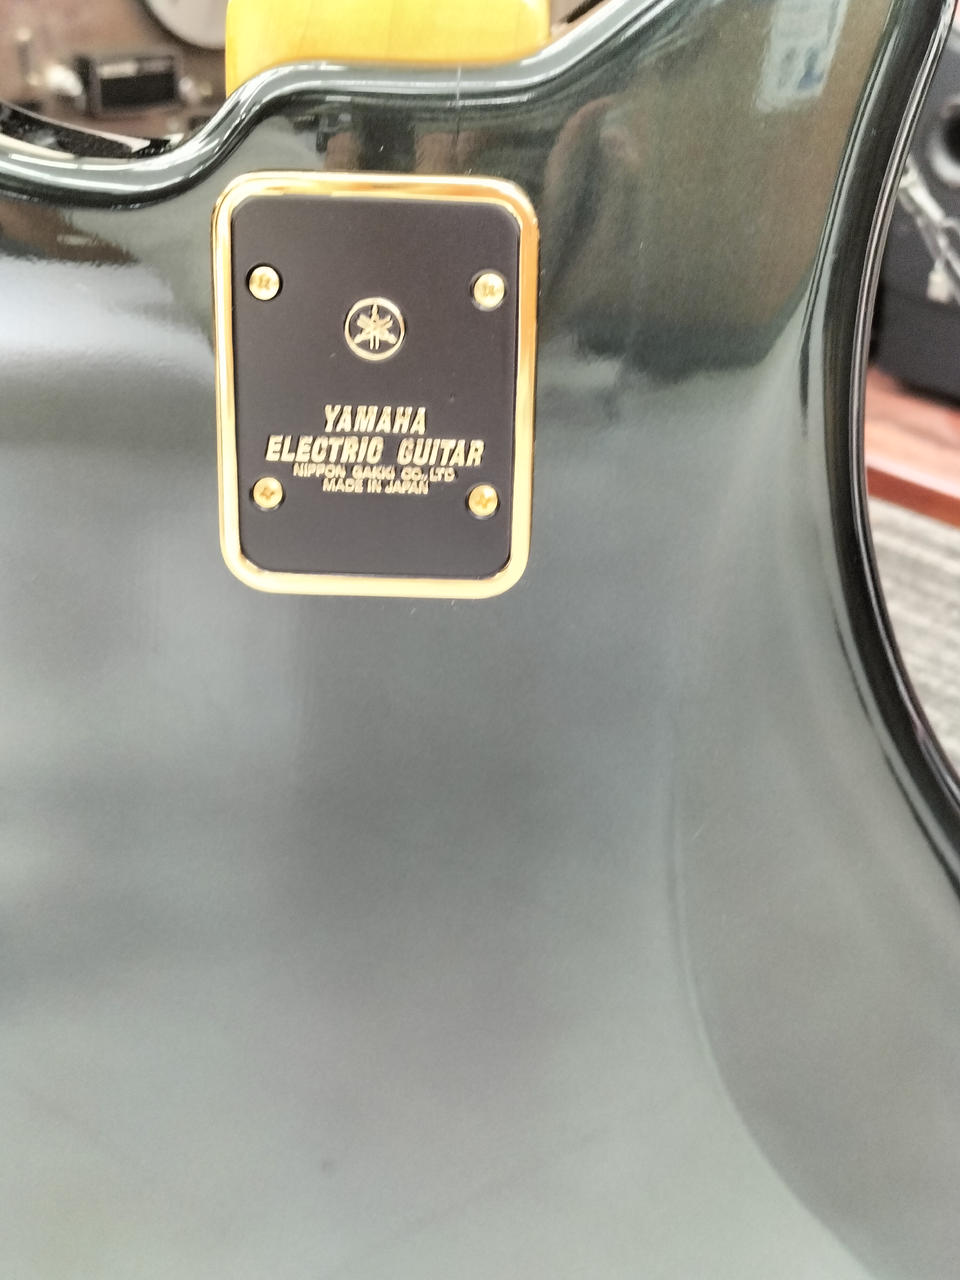 YAMAHA
ELECTRIC GUITAR
NIPPON GAKKI CO., LTD.
MADE IN JAPAN